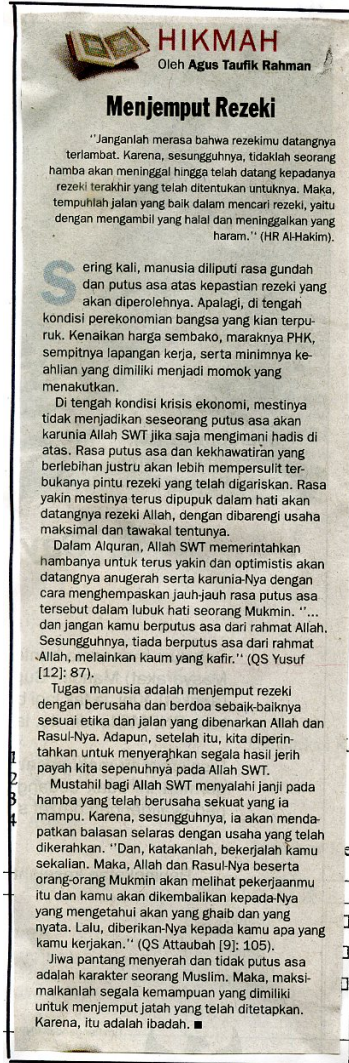 HIKMAH
Oleh Agus Taufik Rahman
Menjemput Rezeki
''Janganlah merasa bahwa rezekimu datangnya
terlambat. Karena, sesungguhnya, tidaklah seorang
hamba akan meninggal hingga telah datang kepadanya
rezeki terakhir yang telah ditentukan untuknya. Maka,
tempuhlah jalan yang baik dalam mencari rezeki, yaitu
dengan mengambil yang halal dan meninggalkan yang
haram.'' (HR Al-Hakim).
Sering kali, manusia diliputi rasa gundah
dan putus asa atas kepastian rezeki yang
akan diperolehnya. Apalagi, di tengah
kondisi perekonomian bangsa yang kian terpu-
ruk. Kenaikan harga sembako, maraknya PHK,
sempitnya lapangan kerja, serta minimnya ke-
ahlian yang dimiliki menjadi momok yang
menakutkan.
Di tengah kondisi krisis ekonomi, mestinya
tidak menjadikan seseorang putus asa akan
karunia Allah SWT jika saja mengimani hadis di
atas. Rasa putus asa dan kekhawatiran yang
berlebihan justru akan lebih mempersulit ter-
bukanya pintu rezeki yang telah digariskan. Rasa
yakin mestinya terus dipupuk dalam hati akan
datangnya rezeki Allah, dengan dibarengi usaha
maksimal dan tawakal tentunya.
Dalam Alquran, Allah SWT memerintahkan
hambanya untuk terus yakin dan optimistis akan
datangnya anugerah serta karunia-Nya dengan
cara menghempaskan jauh-jauh rasa putus asa
tersebut dalam lubuk hati seorang Mukmin. ''...
dan jangan kamu berputus asa dari rahmat Allah.
Sesungguhnya, tiada berputus asa dari rahmat
Allah, melainkan kaum yang kafir.'' (QS Yusuf
[12]: 87).
Tugas manusia adalah menjemput rezeki
dengan berusaha dan berdoa sebaik-baiknya
sesuai etika dan jalan yang dibenarkan Allah dan
Rasul-Nya. Adapun, setelah itu, kita diperin-
tahkan untuk menyerahkan segala hasil jerih
payah kita sepenuhnya pada Allah SWT.
Mustahil bagi Allah SWT menyalahi janji pada
hamba yang telah berusaha sekuat yang ia
mampu. Karena, sesungguhnya, ia akan menda-
patkan balasan selaras dengan usaha yang telah
dikerahkan. ''Dan, katakanlah, bekerjalah kamu
sekalian. Maka, Allah dan Rasul-Nya beserta
orang-orang Mukmin akan melihat pekerjaanmu
itu dan kamu akan dikembalikan kepada-Nya
yang mengetahui akan yang ghaib dan yang
nyata. Lalu, diberikan-Nya kepada kamu apa yang
kamu kerjakan.'' (QS Attaubah [9]: 105).
Jiwa pantang menyerah dan tidak putus asa
adalah karakter seorang Muslim. Maka, maksi-
malkanlah segala kemampuan yang dimiliki
untuk menjemput jatah yang telah ditetapkan.
Karena, itu adalah ibadah. ■
1
2
3
4